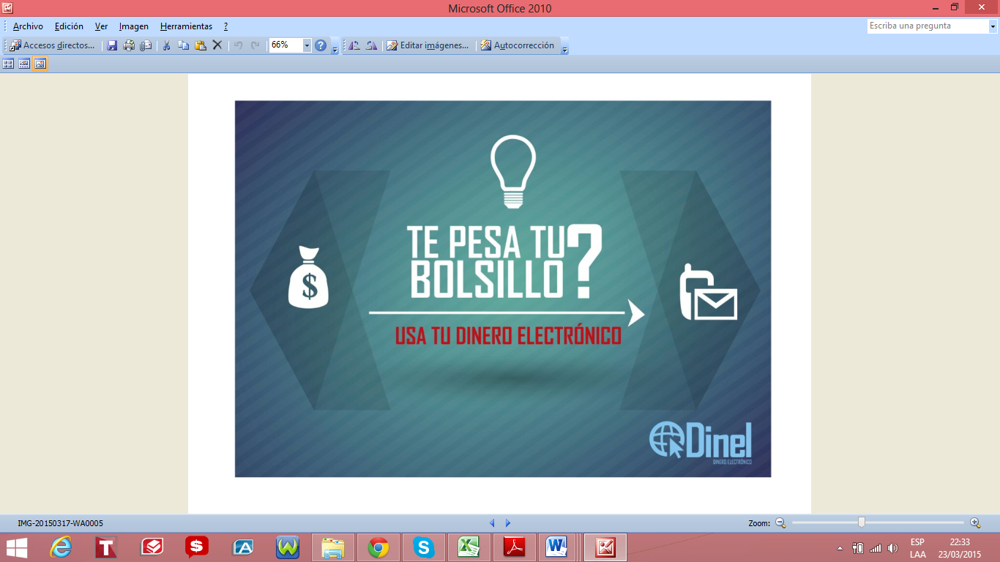 Microsoft Office 2010
Archivo Edición Ver Imagen Herramientas ?
Escriba una pregunta
Accesos directos... 66% Editar imágenes... Autocorrección
TE PESA TU
BOLSILLO?
$
USA TU DINERO ELECTRÓNICO
Dinel
DINERO ELECTRÓNICO
IMG-20150317-WA0005
Zoom:
ESP 22:33
LAA 23/03/2015